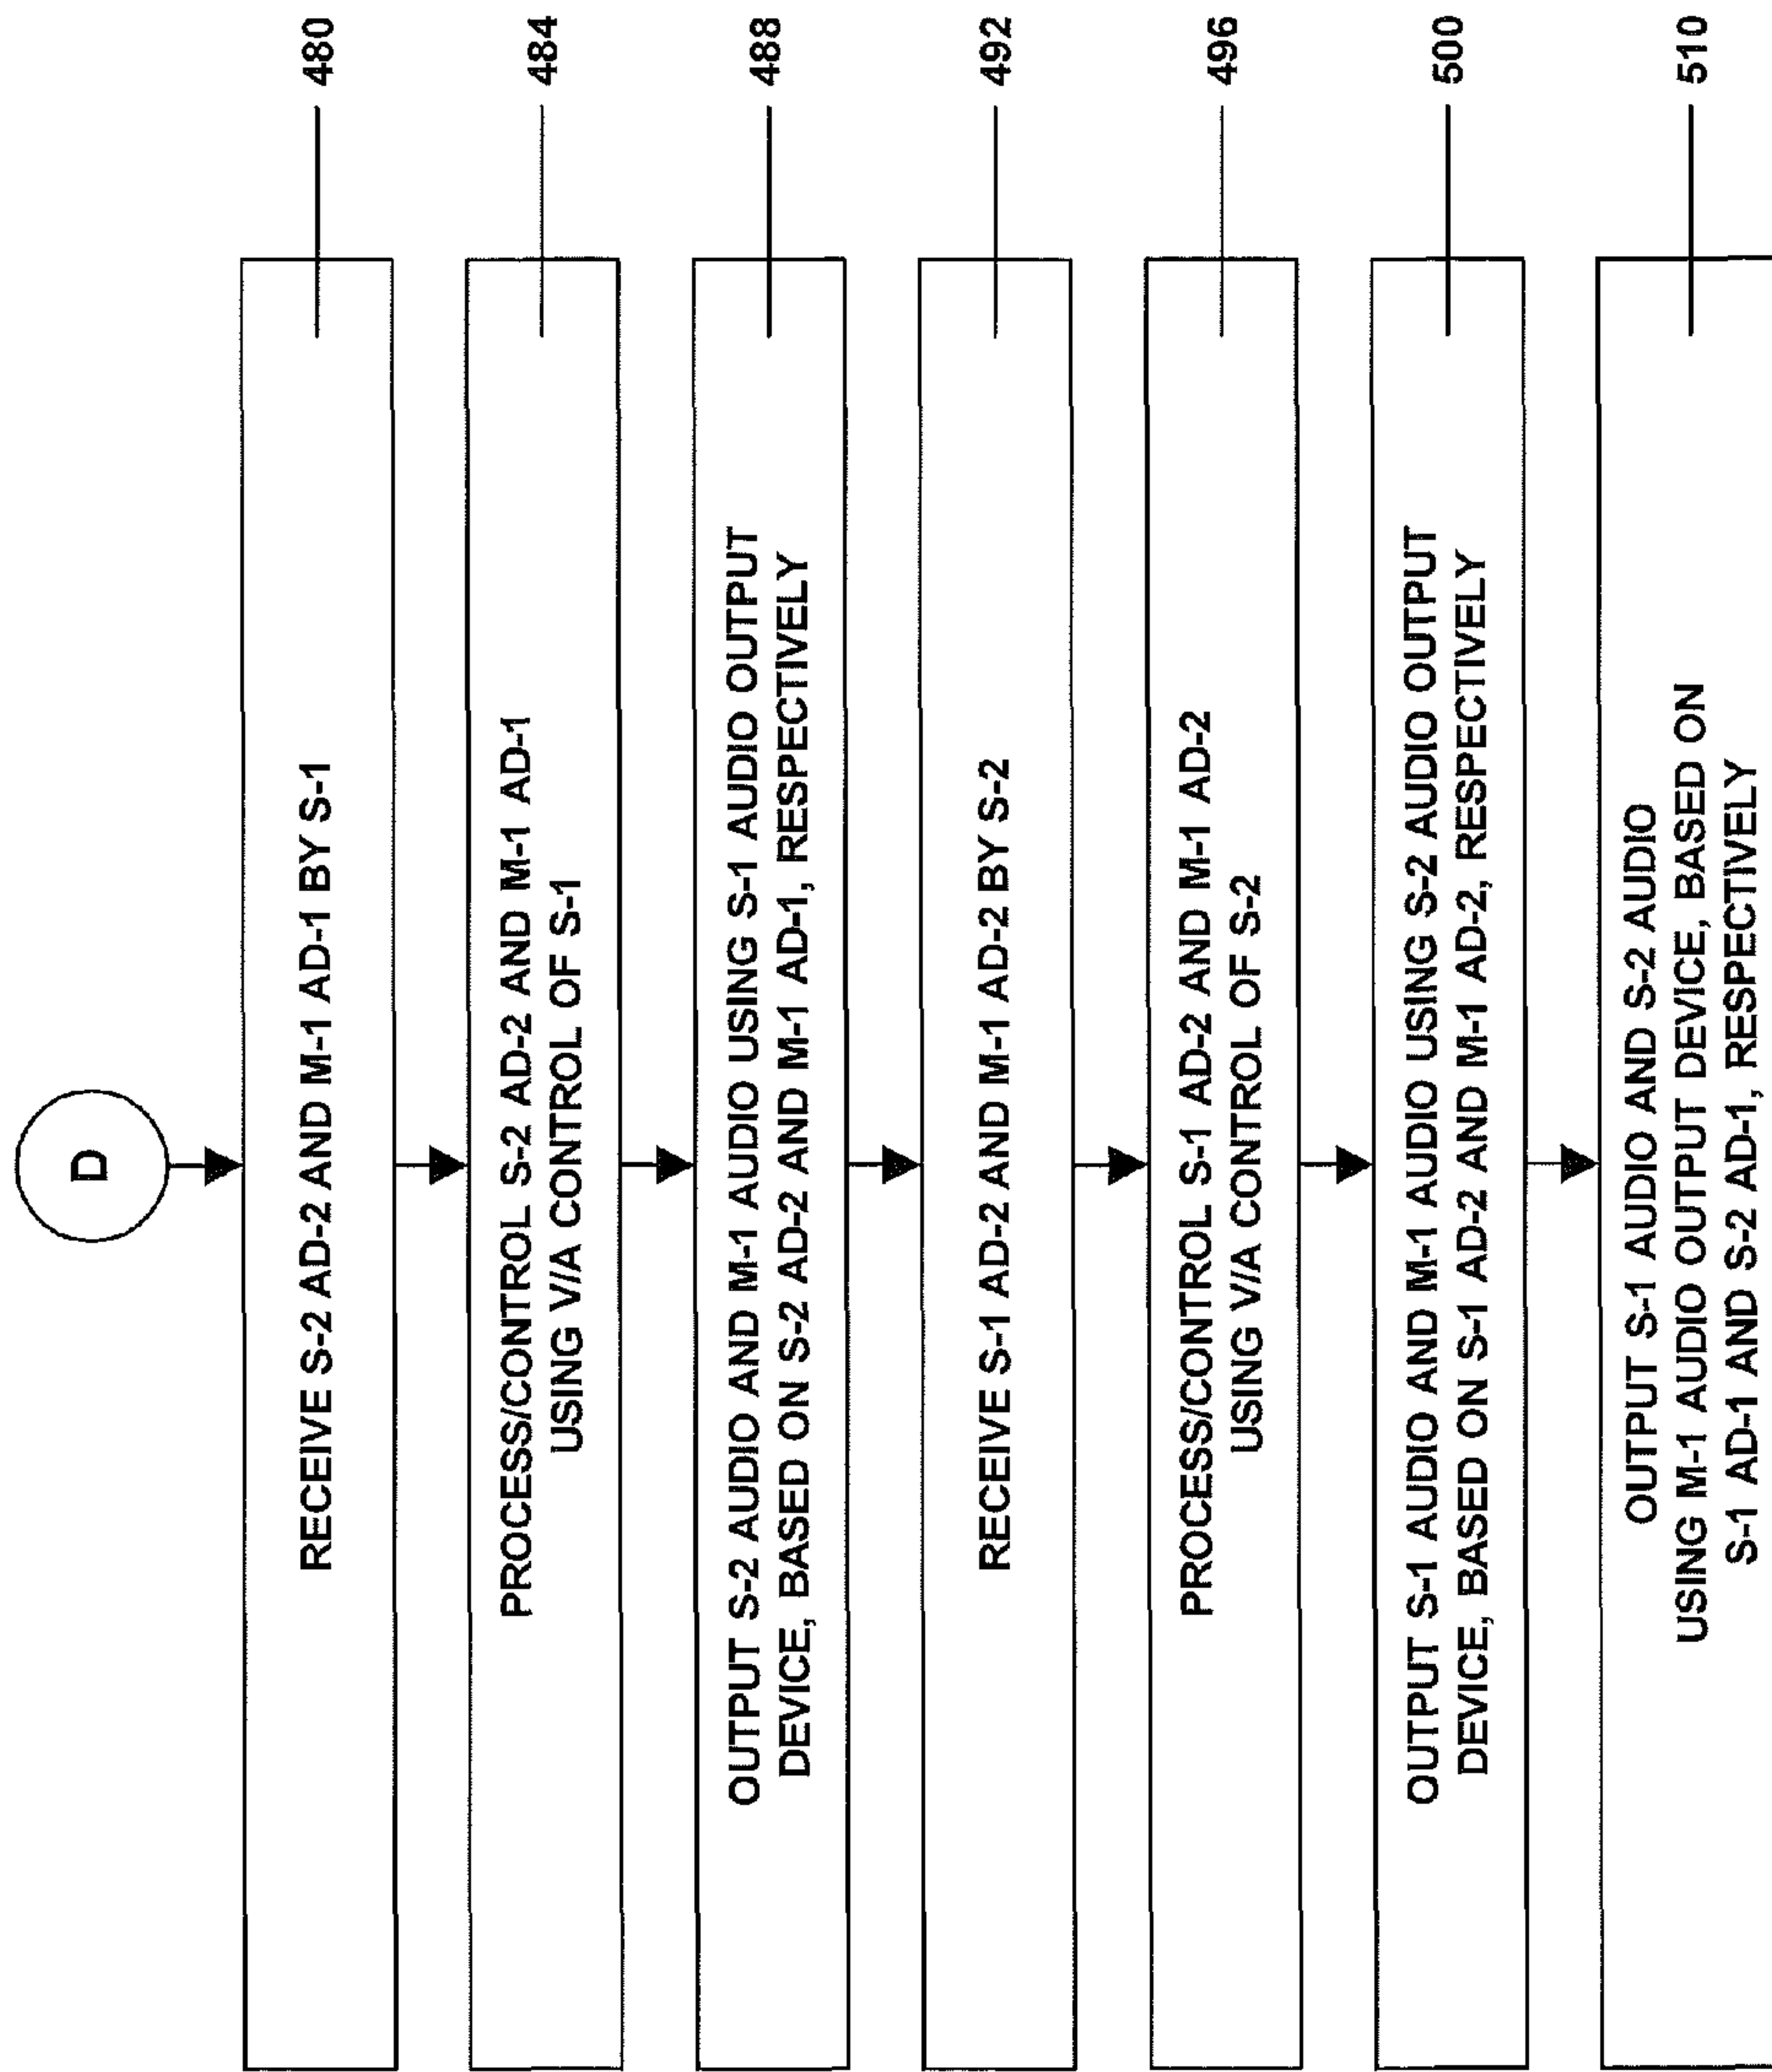 D
RECEIVE S-2 AD-2 AND M-1 AD-1 BY S-1
480
PROCESS/CONTROL S-2 AD-2 AND M-1 AD-1
USING V/A CONTROL OF S-1
484
OUTPUT S-2 AUDIO AND M-1 AUDIO USING S-1 AUDIO OUTPUT
DEVICE, BASED ON S-2 AD-2 AND M-1 AD-1, RESPECTIVELY
488
RECEIVE S-1 AD-2 AND M-1 AD-2 BY S-2
492
PROCESS/CONTROL S-1 AD-2 AND M-1 AD-2
USING V/A CONTROL OF S-2
496
OUTPUT S-1 AUDIO AND M-1 AUDIO USING S-2 AUDIO OUTPUT
DEVICE, BASED ON S-1 AD-2 AND M-1 AD-2, RESPECTIVELY
500
OUTPUT S-1 AUDIO AND S-2 AUDIO
USING M-1 AUDIO OUTPUT DEVICE, BASED ON
S-1 AD-1 AND S-2 AD-1, RESPECTIVELY
510